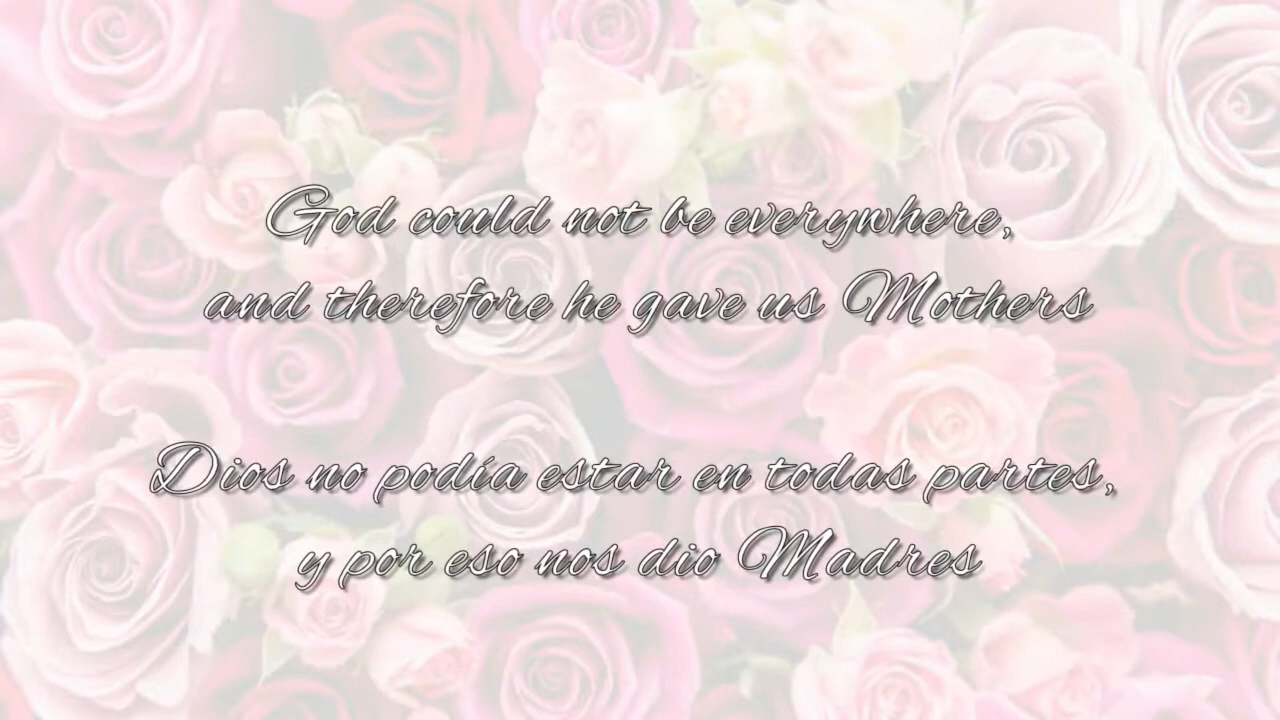 God could not be everywhere,
and therefore he gave us Mothers
Dios no podía estar en todas partes,
y por eso nos dio Madres